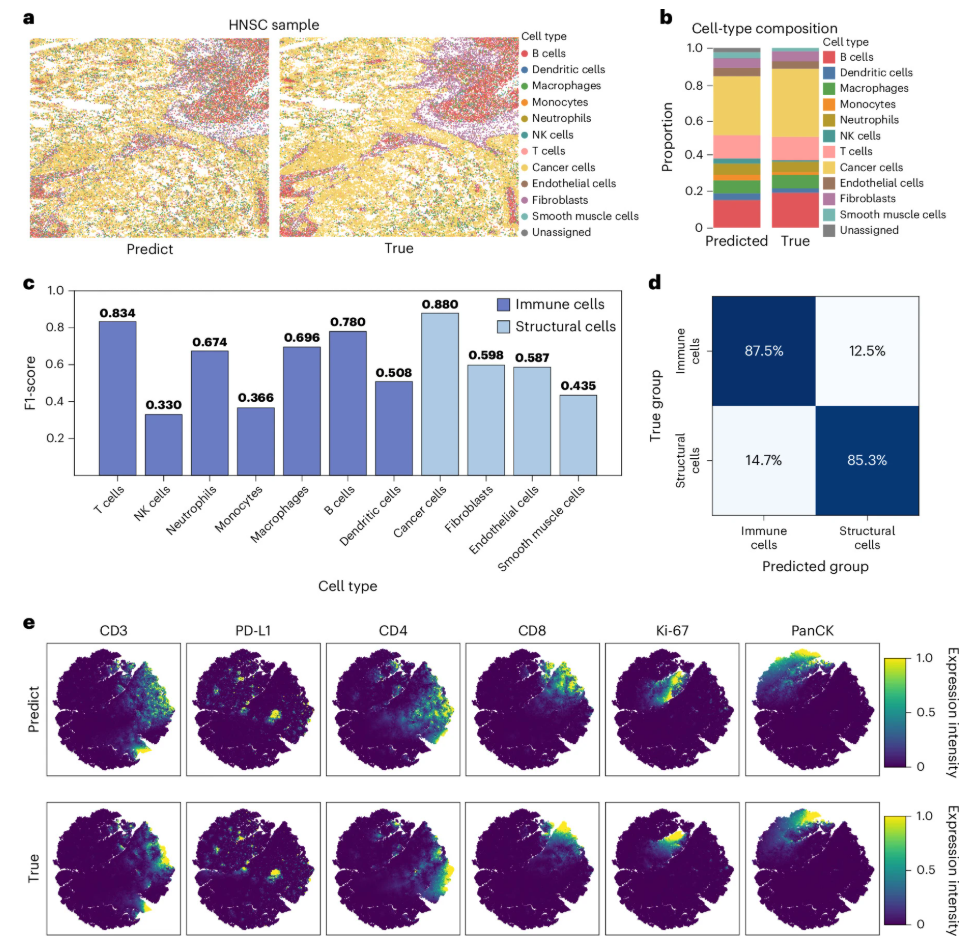 a
HNSC sample
Predict
True
Cell type
B cells
Dendritic cells
Macrophages
Monocytes
Neutrophils
NK cells
T cells
Cancer cells
Endothelial cells
Fibroblasts
Smooth muscle cells
Unassigned
b
Cell-type composition
Proportion
1.0
0.8
0.6
0.4
0.2
0
Predicted
True
Cell type
B cells
Dendritic cells
Macrophages
Monocytes
Neutrophils
NK cells
T cells
Cancer cells
Endothelial cells
Fibroblasts
Smooth muscle cells
Unassigned
c
F1-score
1.0
0.8
0.6
0.4
0.2
0.834
0.330
0.674
0.366
0.696
0.780
0.508
0.880
0.598
0.587
0.435
Immune cells
Structural cells
T cells
NK cells
Neutrophils
Monocytes
Macrophages
B cells
Dendritic cells
Cancer cells
Fibroblasts
Endothelial cells
Smooth muscle cells
Cell type
d
True group
Immune
cells
Structural
cells
87.5%
12.5%
14.7%
85.3%
Immune
cells
Structural
cells
Predicted group
e
CD3
PD-L1
CD4
CD8
Ki-67
PanCK
Predict
1.0
0.5
0
Expression intensity
True
1.0
0.5
0
Expression intensity